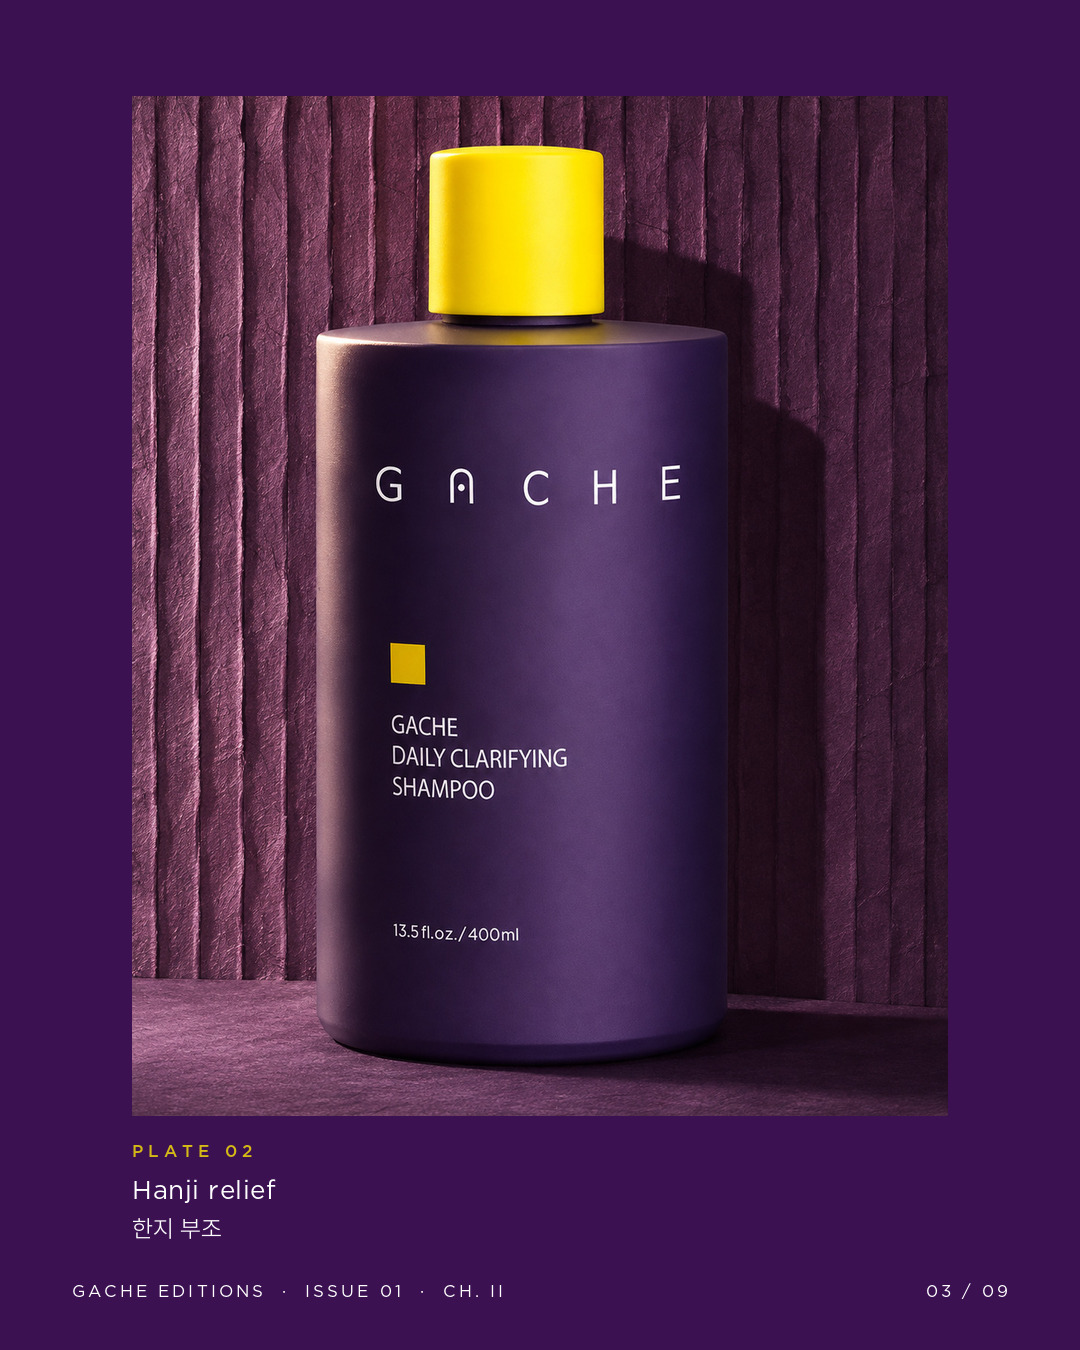 GACHE
GACHE
DAILY CLARIFYING
SHAMPOO
13.5 fl.oz./400ml
PLATE 02
Hanji relief
한지 부조
GACHE EDITIONS · ISSUE 01 · CH. II
03 / 09